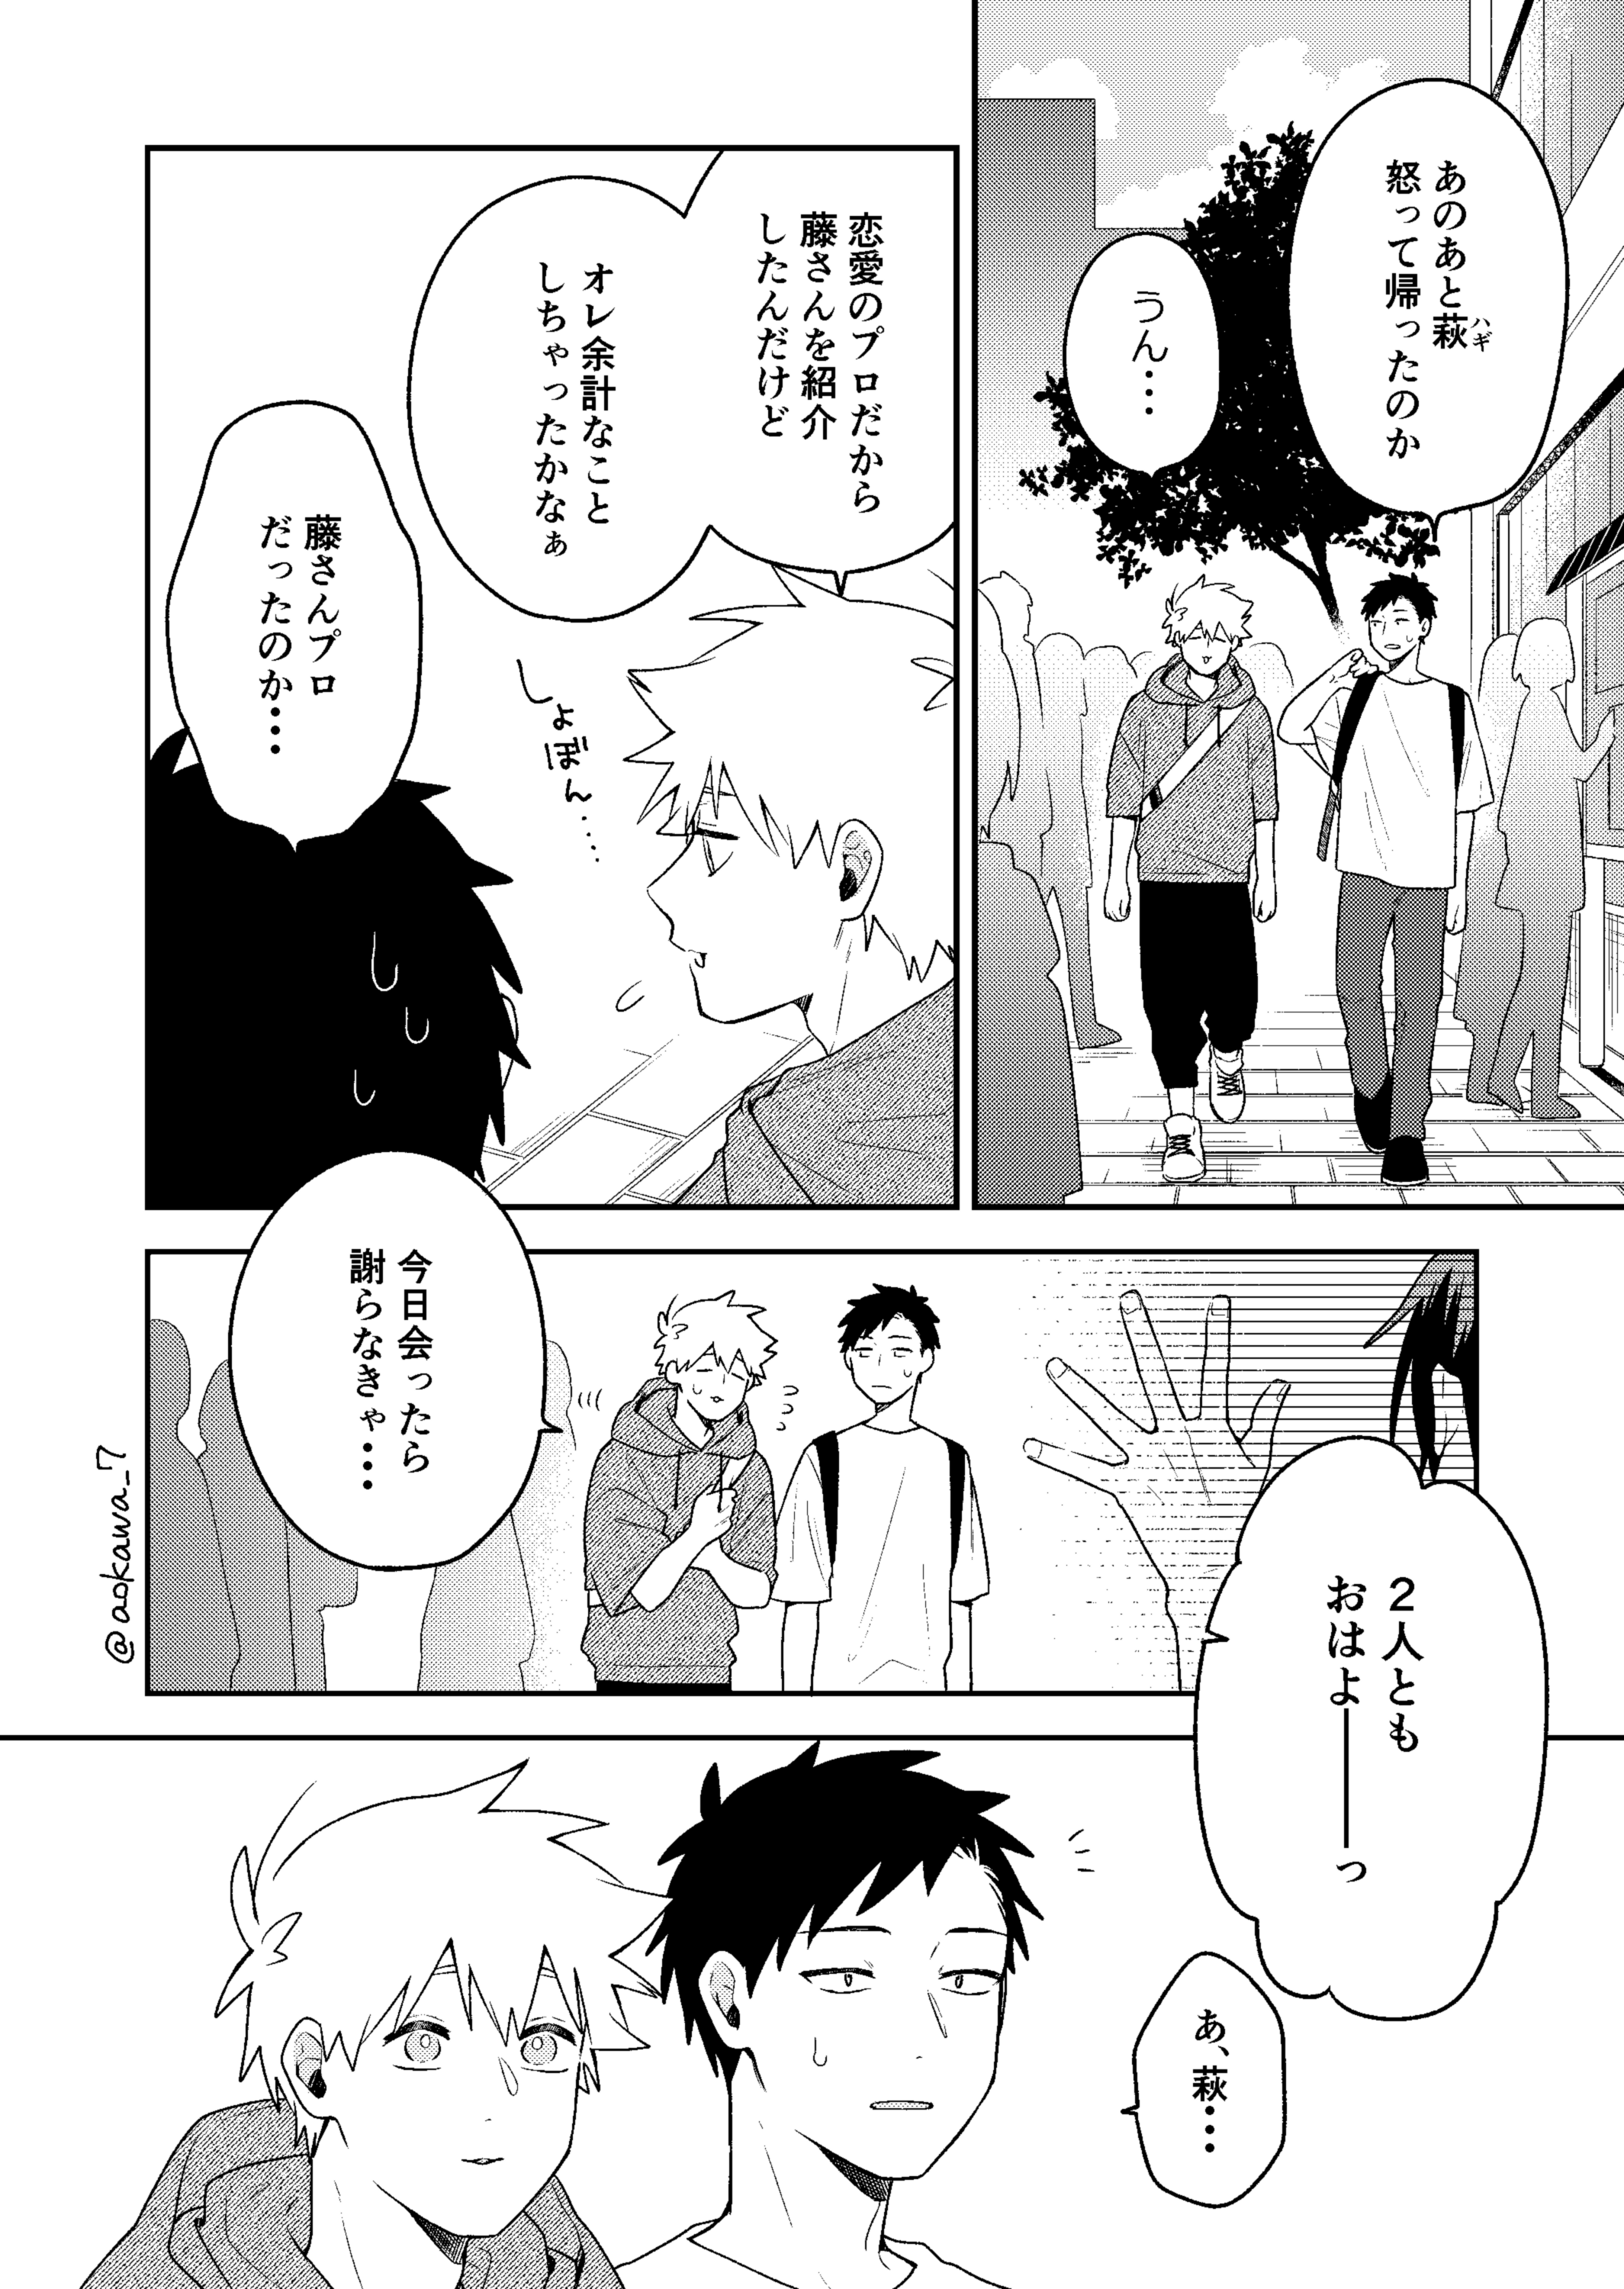 あのあと萩
ハギ
怒って帰ったのか
うん…
恋愛のプロだから
藤さんを紹介
したんだけど
オレ余計なこと
しちゃったかなぁ
しょぼん……
藤さんプロ
だったのか…
2人とも
おはよ――っ
今日会ったら
謝らなきゃ…
@aokawa_7
あ、萩…